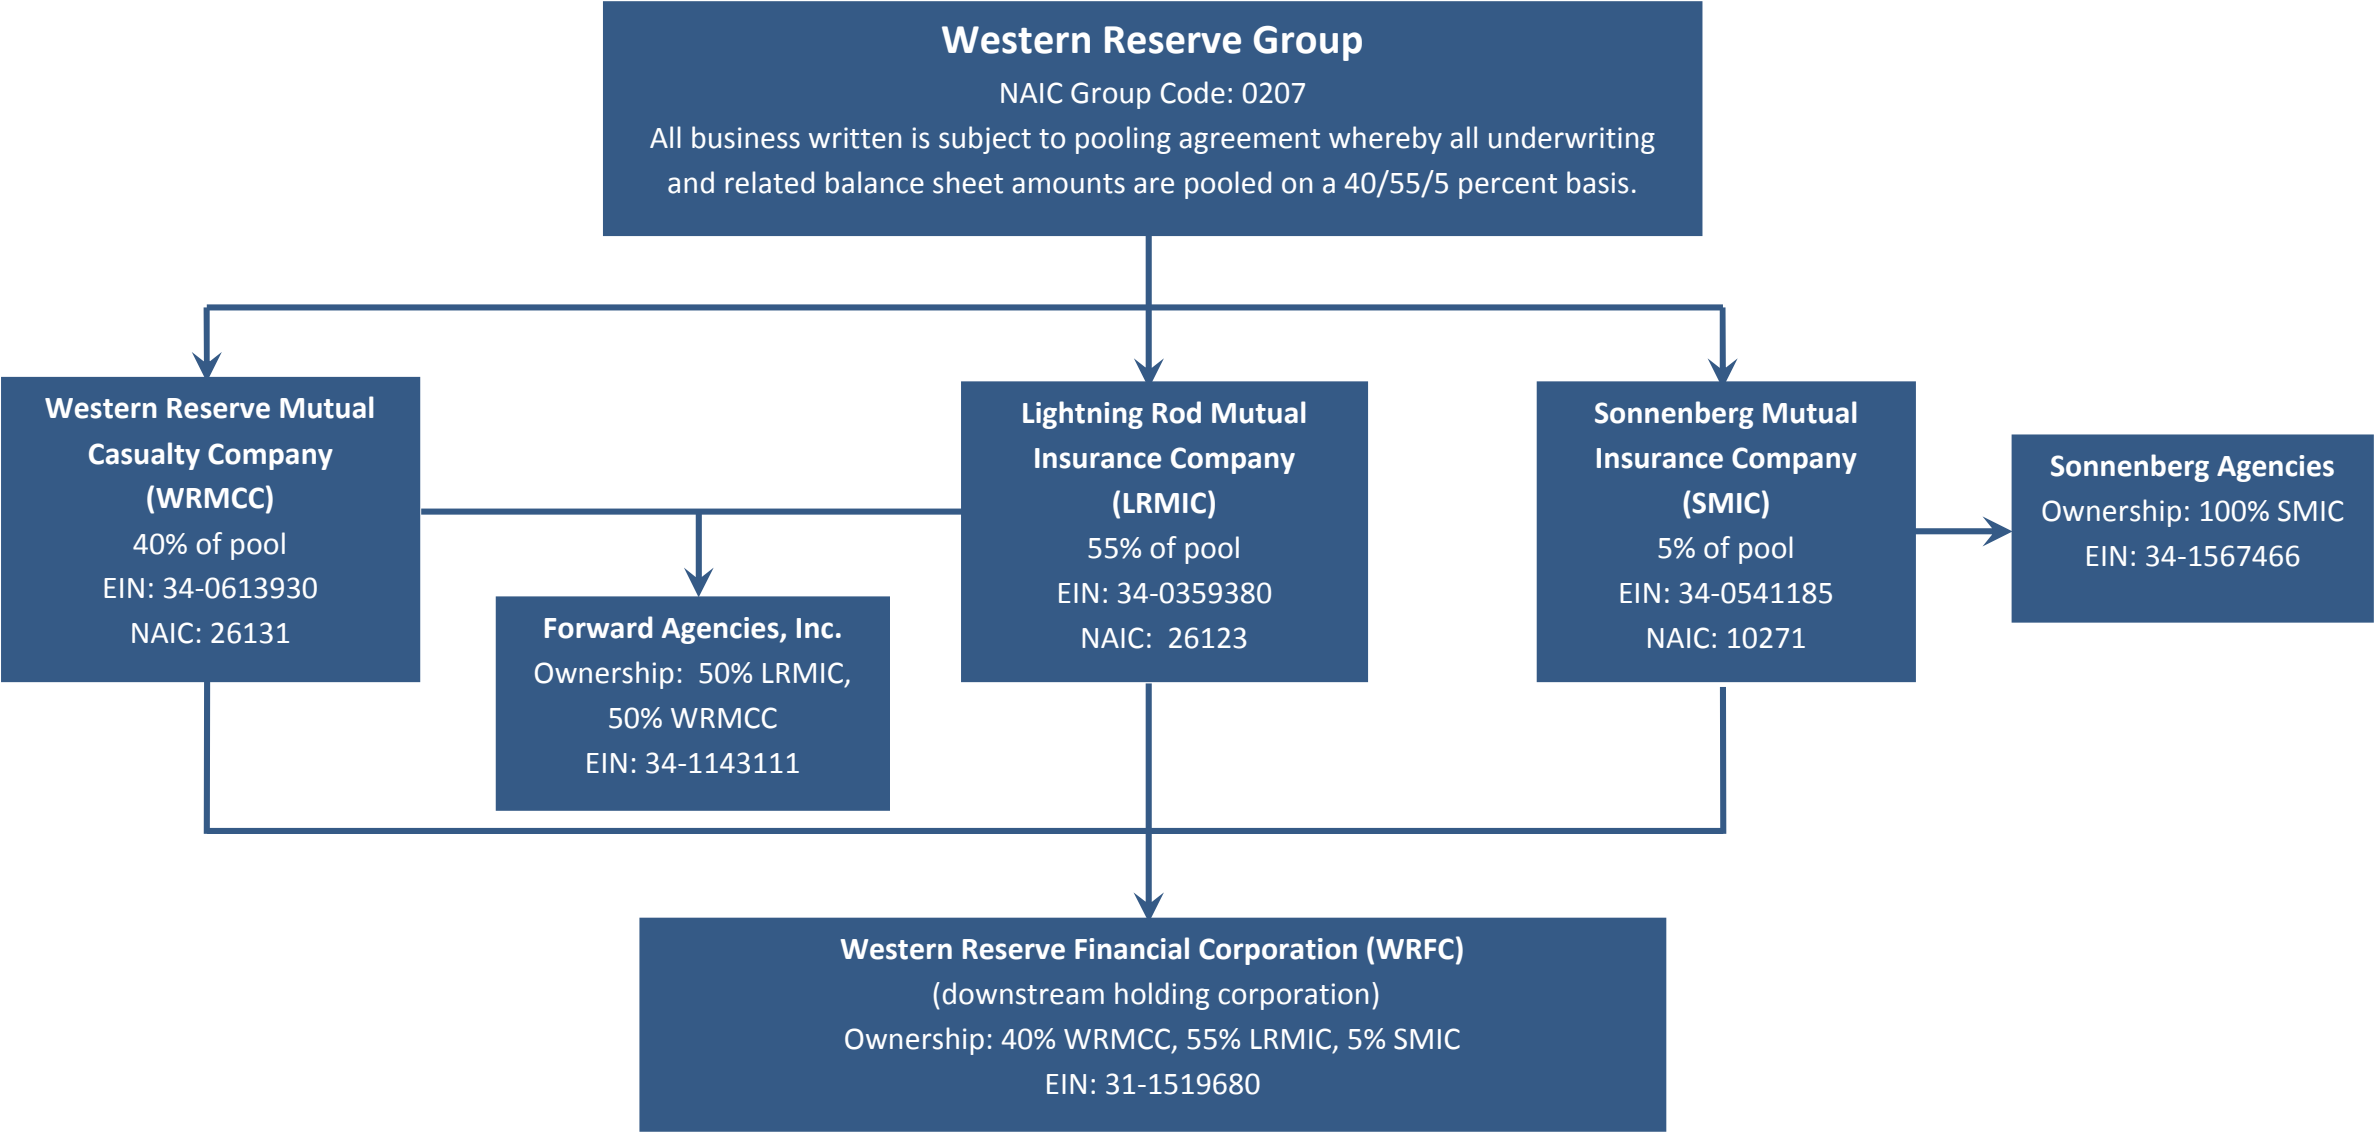 Western Reserve Group
NAIC Group Code: 0207
All business written is subject to pooling agreement whereby all underwriting
and related balance sheet amounts are pooled on a 40/55/5 percent basis.
Western Reserve Mutual
Casualty Company
(WRMCC)
40% of pool
EIN: 34-0613930
NAIC: 26131
Forward Agencies, Inc.
Ownership:  50% LRMIC,
50% WRMCC
EIN: 34-1143111
Lightning Rod Mutual
Insurance Company
(LRMIC)
55% of pool
EIN: 34-0359380
NAIC:  26123
Sonnenberg Mutual
Insurance Company
(SMIC)
5% of pool
EIN: 34-0541185
NAIC: 10271
Sonnenberg Agencies
Ownership: 100% SMIC
EIN: 34-1567466
Western Reserve Financial Corporation (WRFC)
(downstream holding corporation)
Ownership: 40% WRMCC, 55% LRMIC, 5% SMIC
EIN: 31-1519680